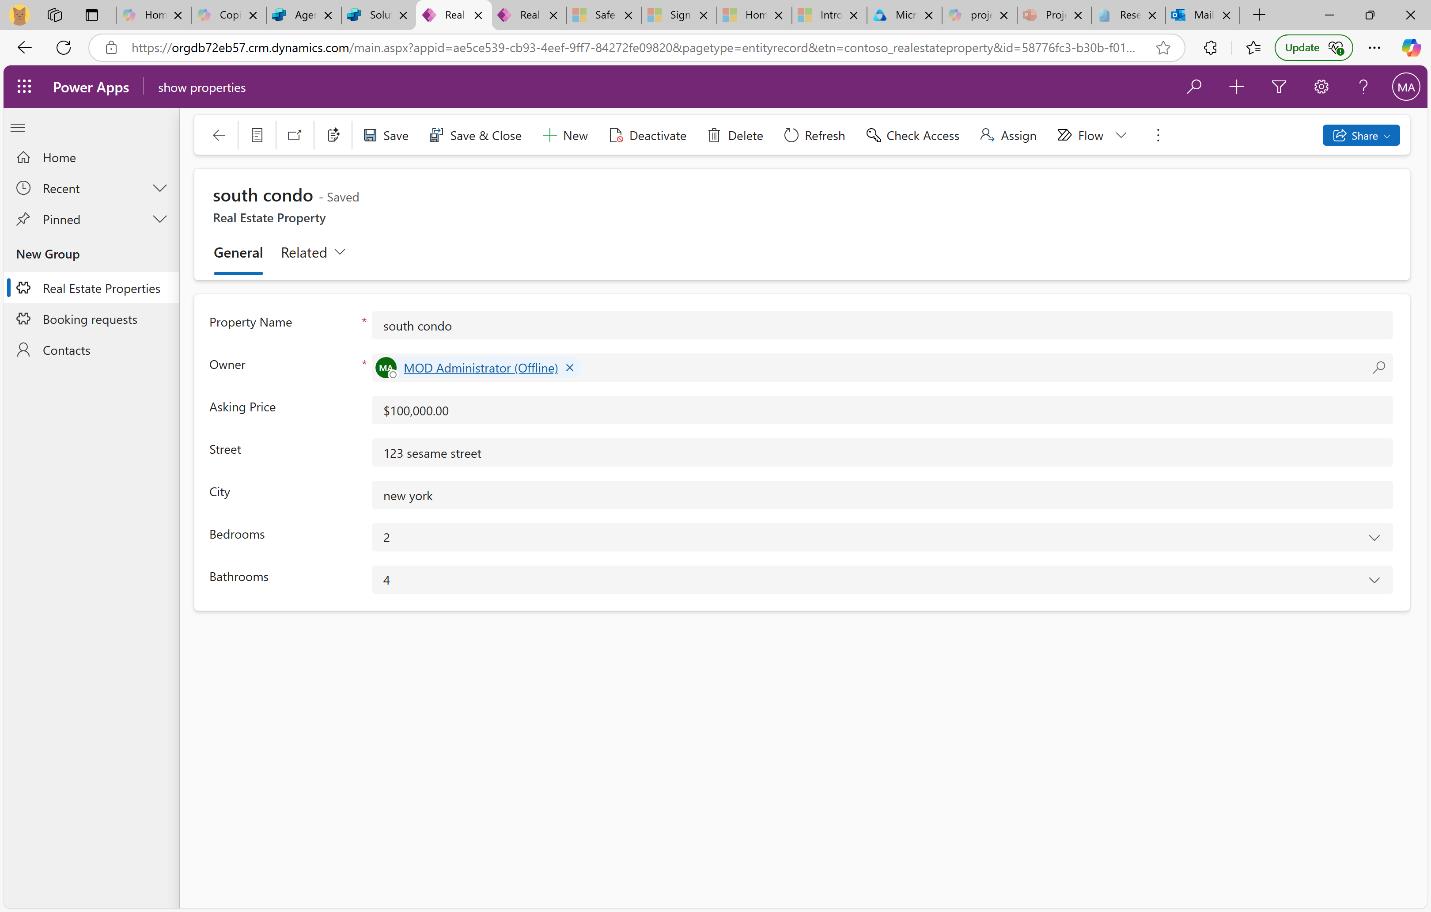 Hom
Copi
Ager
Solu
Real
Real
Safe
Sign
Hom
Intro
Micr
proje
Proje
Rese
Mail
https://orgdb72eb57.crm.dynamics.com/main.aspx?appid=ae5ce539-cb93-4eef-9ff7-84272fe09820&pagetype=entityrecord&etn=contoso_realestateproperty&id=58776fc3-b30b-f01...
Update
Power Apps
show properties
MA
Save
Save & Close
New
Deactivate
Delete
Refresh
Check Access
Assign
Flow
Share
Home
Recent
Pinned
New Group
Real Estate Properties
Booking requests
Contacts
south condo - Saved
Real Estate Property
General
Related
Property Name * south condo
Owner * MA MOD Administrator (Offline)
Asking Price $100,000.00
Street 123 sesame street
City new york
Bedrooms 2
Bathrooms 4